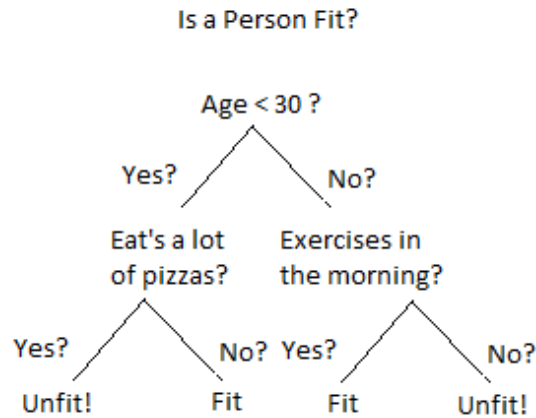 Is a Person Fit?
Age < 30 ?
Yes?
No?
Eat's a lot
of pizzas?
Exercises in
the morning?
Yes?
No?
Yes?
No?
Unfit!
Fit
Fit
Unfit!